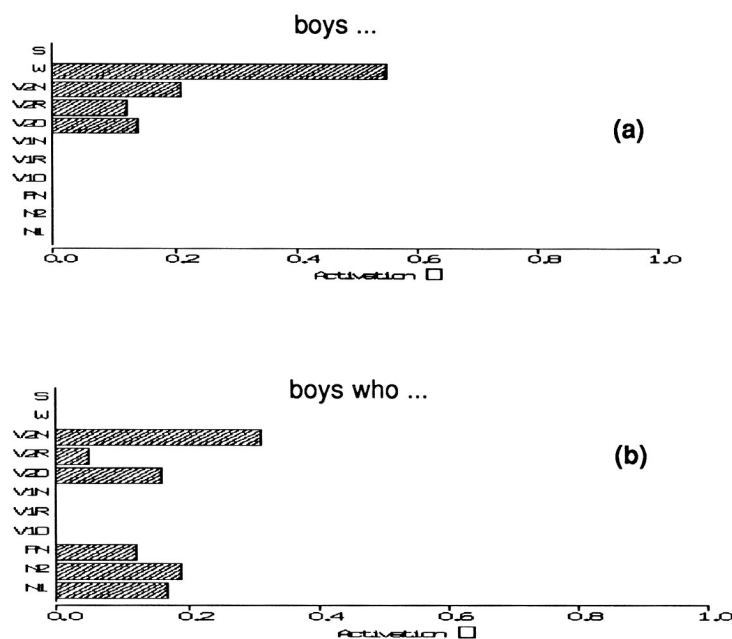 boys ...
S
W
V2N
V2R
V2O
V1N
V1R
V1O
PN
N2
N1
(a)
0.0 0.2 0.4 0.6 0.8 1.0
Activation
boys who ...
S
W
V2N
V2R
V2O
V1N
V1R
V1O
PN
N2
N1
(b)
0.0 0.2 0.4 0.6 0.8 1.0
Activation